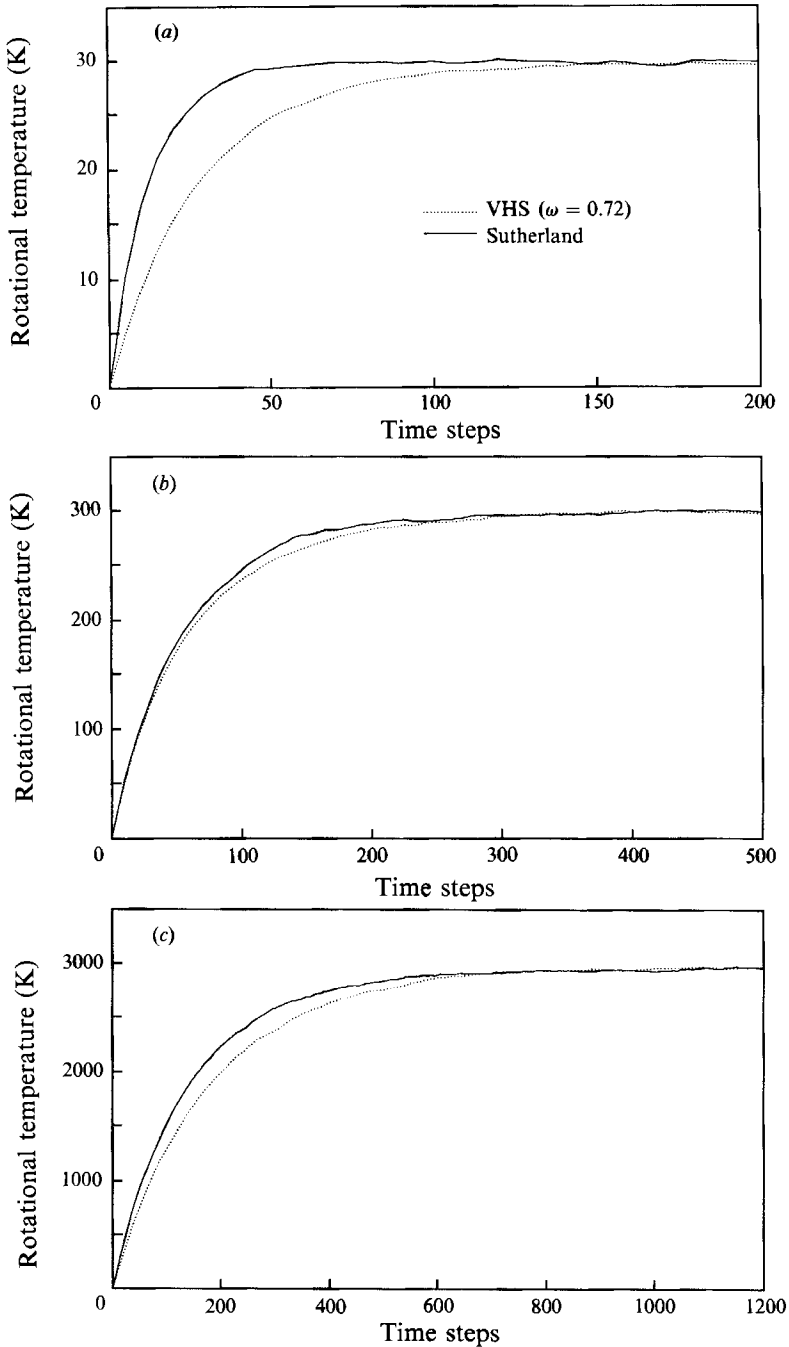 (a)
Rotational temperature (K)
30
20
10
0
50
100
150
200
VHS (ω = 0.72)
Sutherland
Time steps
(b)
Rotational temperature (K)
300
200
100
0
100
200
300
400
500
Time steps
(c)
Rotational temperature (K)
3000
2000
1000
0
200
400
600
800
1000
1200
Time steps